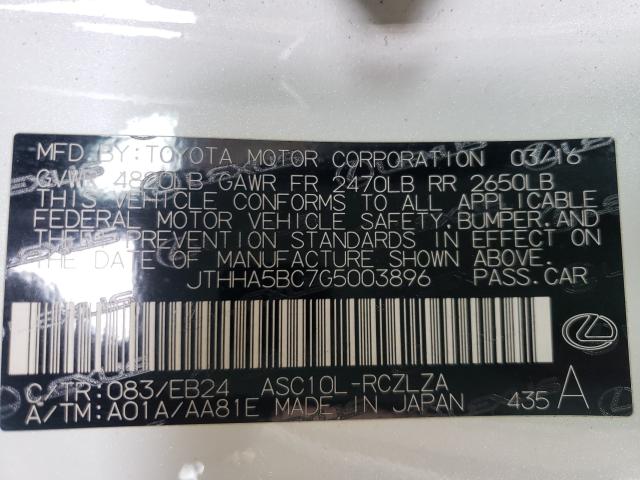 MFD. BY:TOYOTA MOTOR CORPORATION 03/16
GVWR 4820LB GAWR FR 2470LB RR 2650LB
THIS VEHICLE CONFORMS TO ALL APPLICABLE
FEDERAL MOTOR VEHICLE SAFETY,BUMPER,AND
THEFT PREVENTION STANDARDS IN EFFECT ON
THE DATE OF MANUFACTURE SHOWN ABOVE.
JTHHA5BC7G5003896 PASS.CAR
C/TR:083/EB24 ASC10L-RCZLZA
A/TM:A01A/AA81E MADE IN JAPAN 435 A